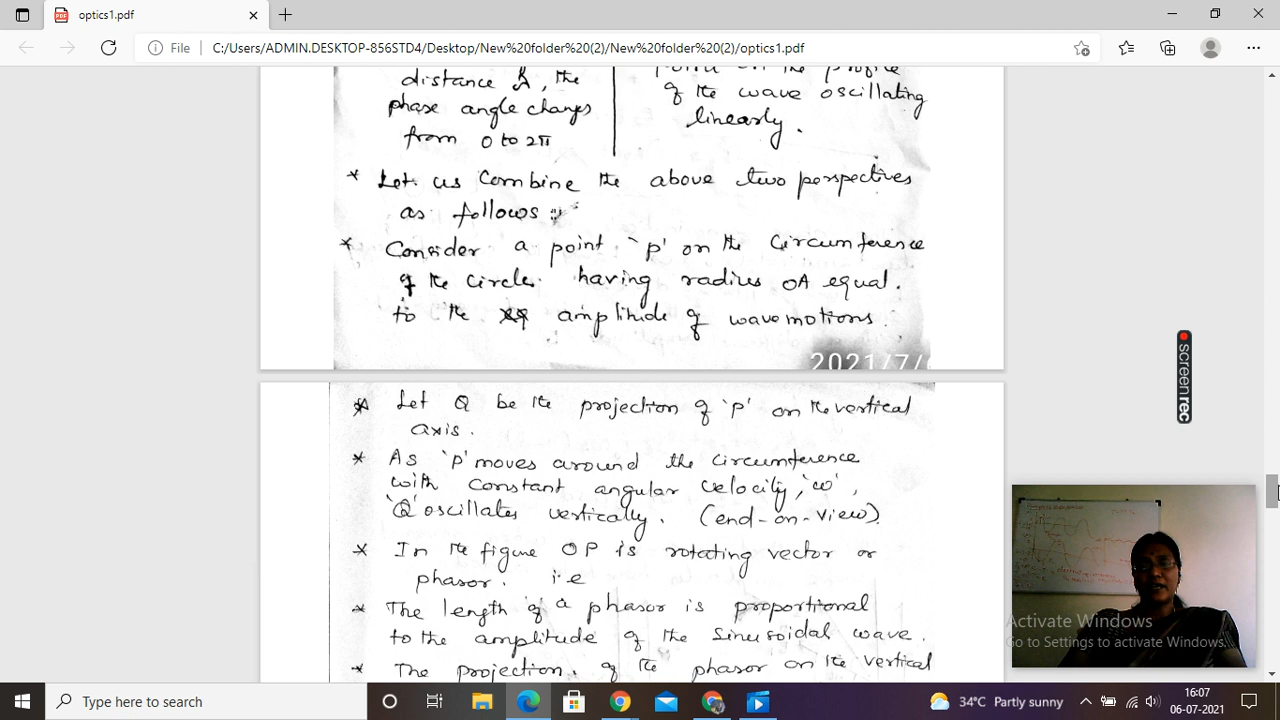 optics1.pdf
File
C:/Users/ADMIN.DESKTOP-856STD4/Desktop/New%20folder%20(2)/New%20folder%20(2)/optics1.pdf
distance λ, the
phase angle changes
from 0 to 2π
of the wave oscillating
linearly.
* Let us combine the above two perspectives
as follows :
* Consider a point 'p' on the circumference
of the circle having radius OA equal.
to the amplitude of wave motions.
2021/7/
* Let Q be the projection of 'p' on the vertical
axis.
* As 'p' moves around the circumference
with constant angular velocity, 'ω',
'Q' oscillates vertically. (end-on-view).
* In the figure OP is rotating vector or
phasor. i.e
* The length of a phasor is proportional
to the amplitude of the sinusoidal wave.
* The projection of the phasor on the vertical
screenrec
Activate Windows
Go to Settings to activate Windows.
Type here to search
34°C Partly sunny
16:07
06-07-2021